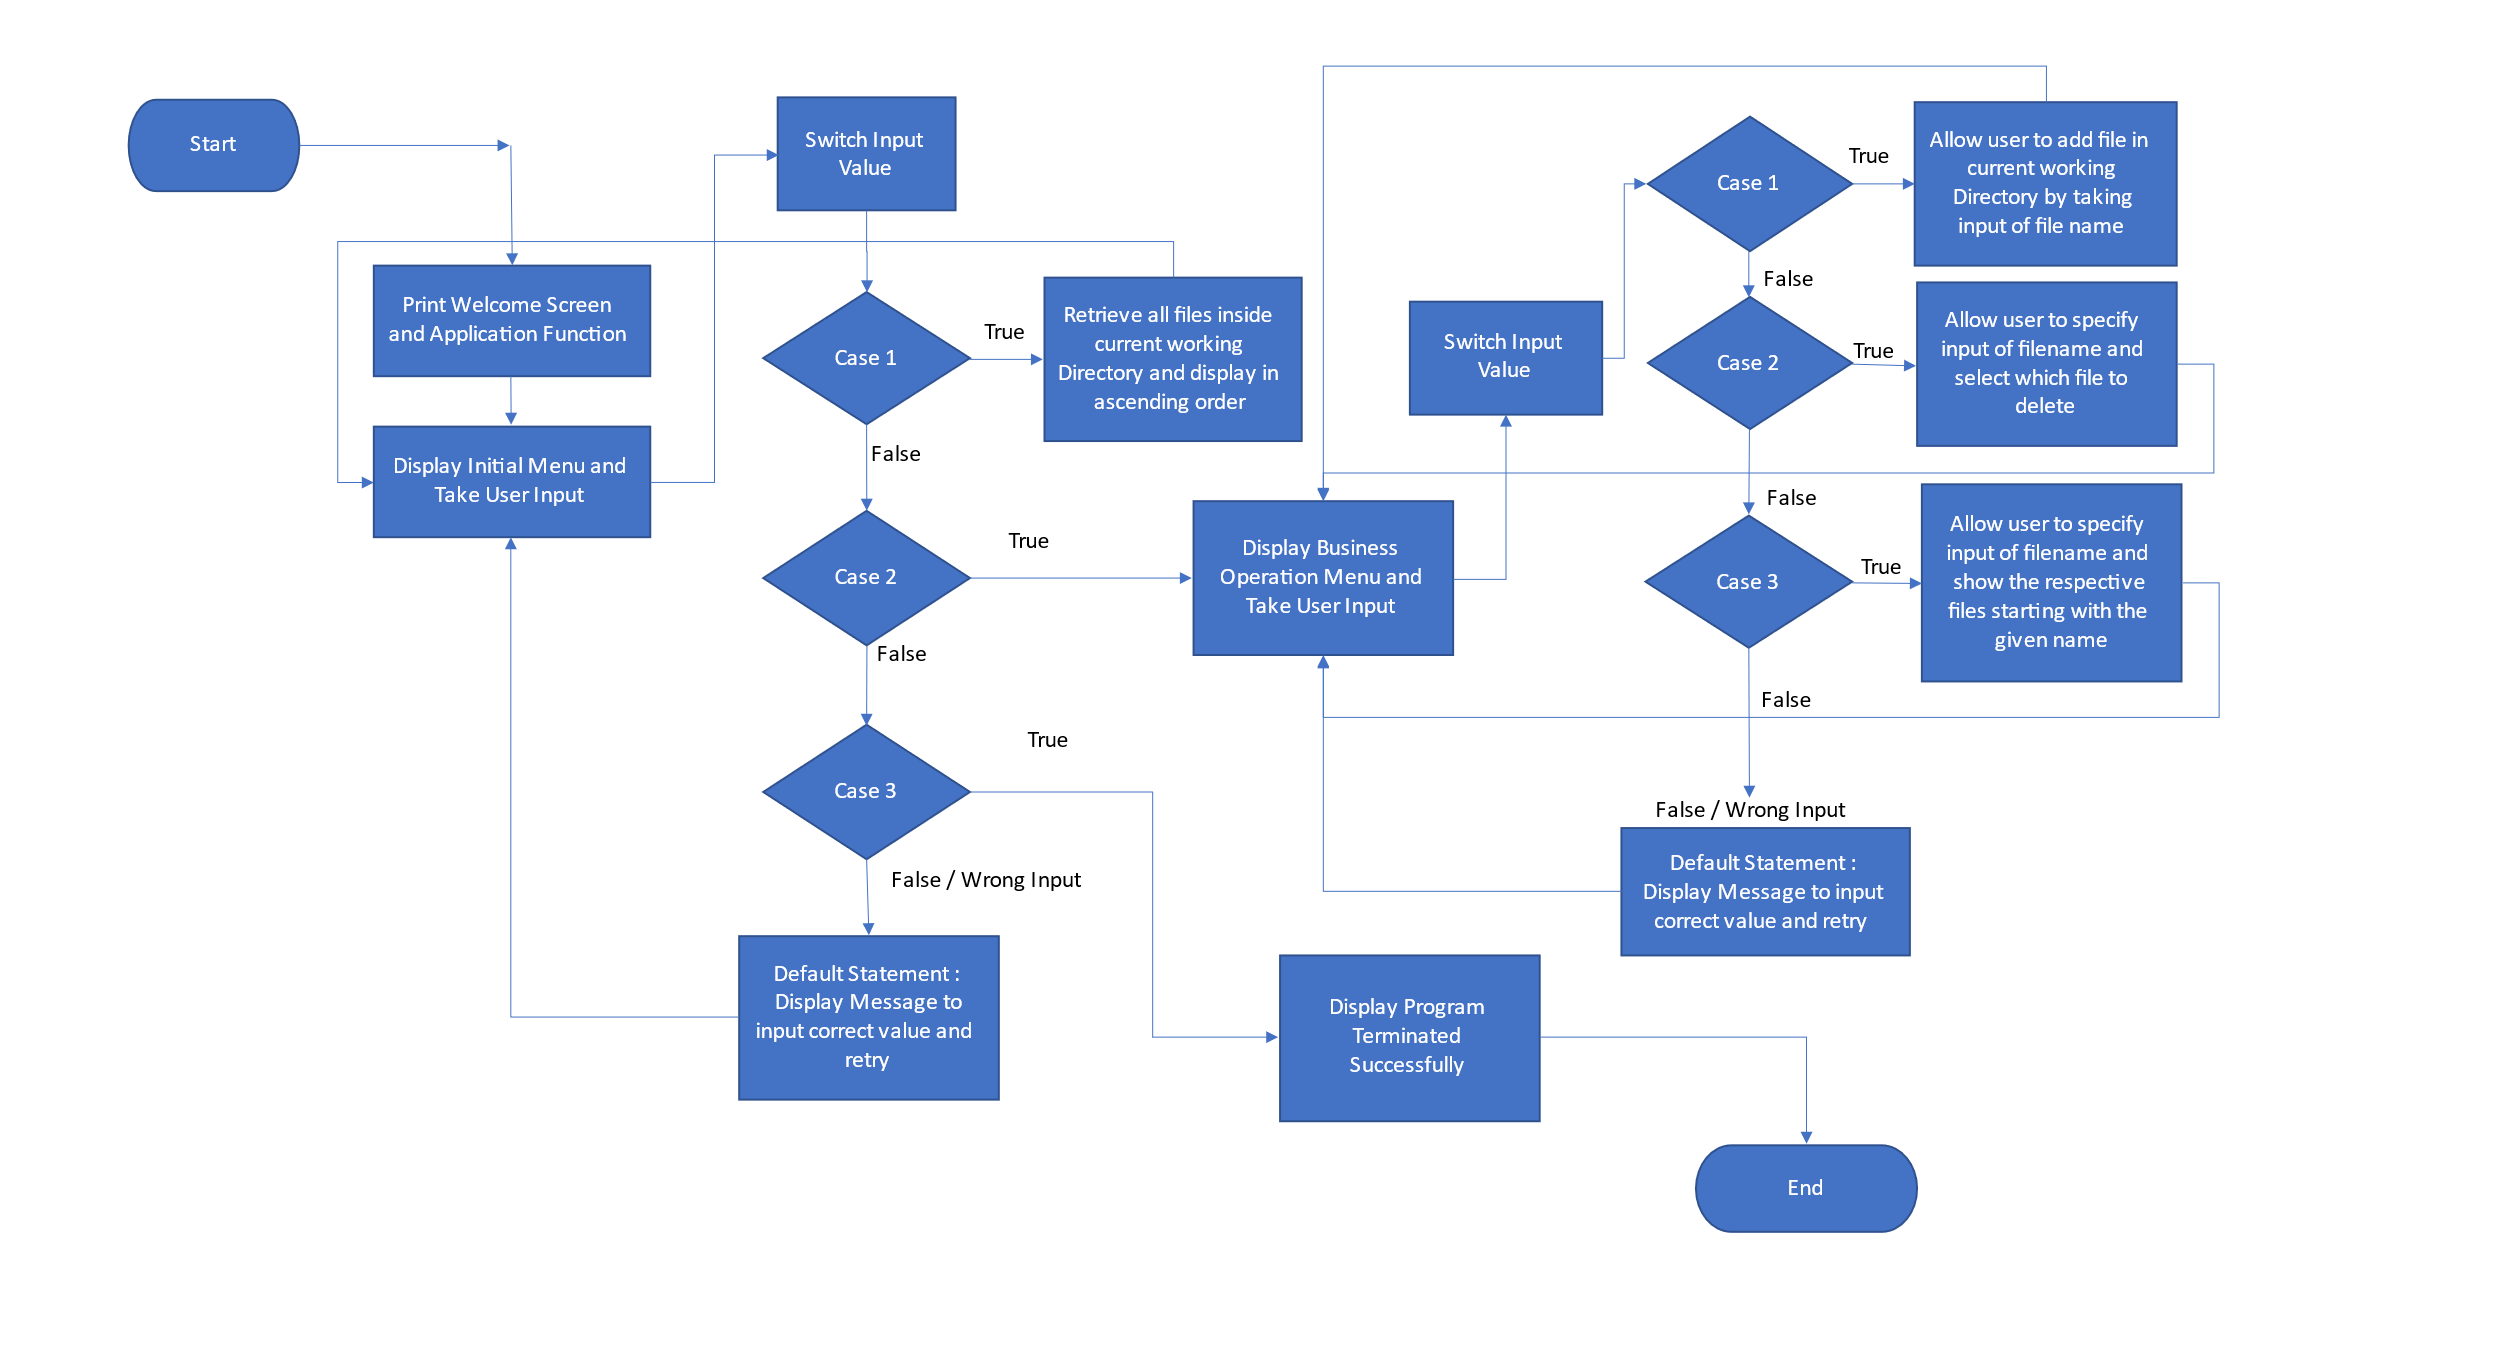 Start
Print Welcome Screen
and Application Function
Display Initial Menu and
Take User Input
Switch Input
Value
Case 1
True
Retrieve all files inside
current working
Directory and display in
ascending order
False
Case 2
True
False
Case 3
True
False / Wrong Input
Default Statement :
Display Message to
input correct value and
retry
Display Business
Operation Menu and
Take User Input
Switch Input
Value
Case 1
True
Allow user to add file in
current working
Directory by taking
input of file name
False
Case 2
True
Allow user to specify
input of filename and
select which file to
delete
False
Case 3
True
Allow user to specify
input of filename and
show the respective
files starting with the
given name
False
False / Wrong Input
Default Statement :
Display Message to input
correct value and retry
Display Program
Terminated
Successfully
End